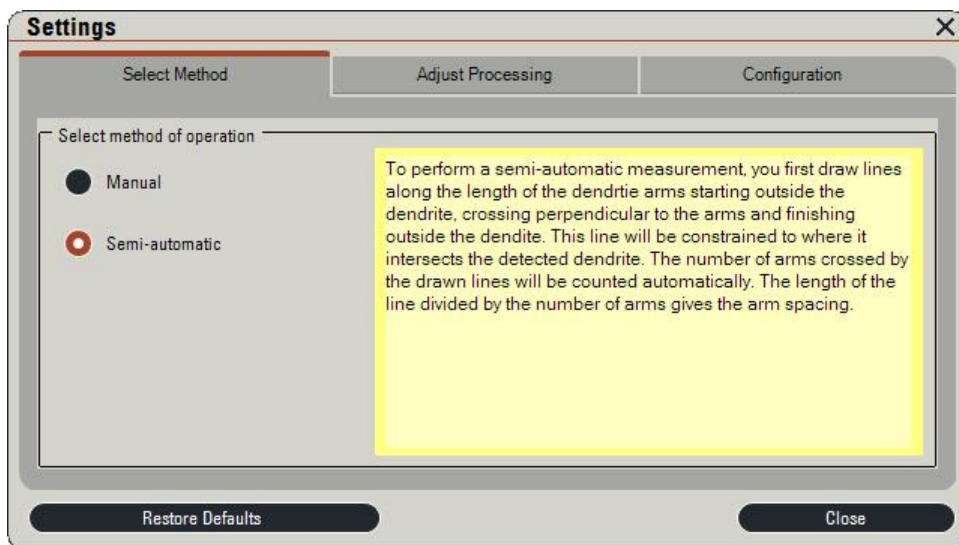 Settings
Select Method
Adjust Processing
Configuration
Select method of operation
Manual
Semi-automatic
To perform a semi-automatic measurement, you first draw lines
along the length of the dendrtie arms starting outside the
dendrite, crossing perpendicular to the arms and finishing
outside the dendite. This line will be constrained to where it
intersects the detected dendrite. The number of arms crossed by
the drawn lines will be counted automatically. The length of the
line divided by the number of arms gives the arm spacing.
Restore Defaults
Close